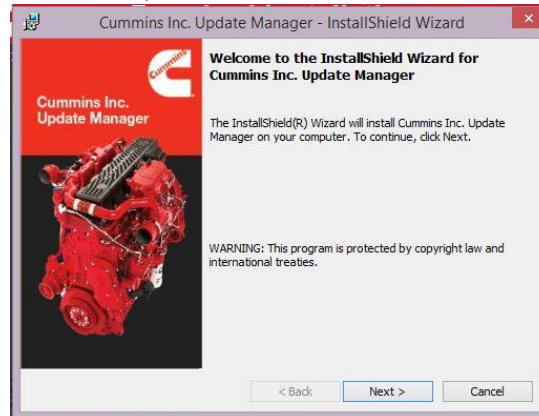 Cummins Inc. Update Manager - InstallShield Wizard
Cummins
Cummins Inc.
Update Manager
Welcome to the InstallShield Wizard for
Cummins Inc. Update Manager
The InstallShield(R) Wizard will install Cummins Inc. Update
Manager on your computer. To continue, click Next.
WARNING: This program is protected by copyright law and
international treaties.
< Back
Next >
Cancel